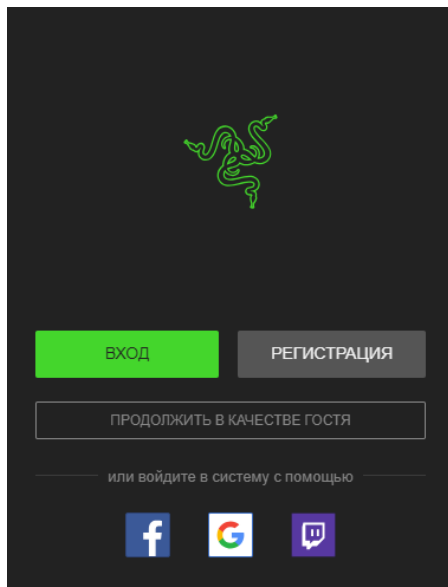 ВХОД
РЕГИСТРАЦИЯ
ПРОДОЛЖИТЬ В КАЧЕСТВЕ ГОСТЯ
или войдите в систему с помощью